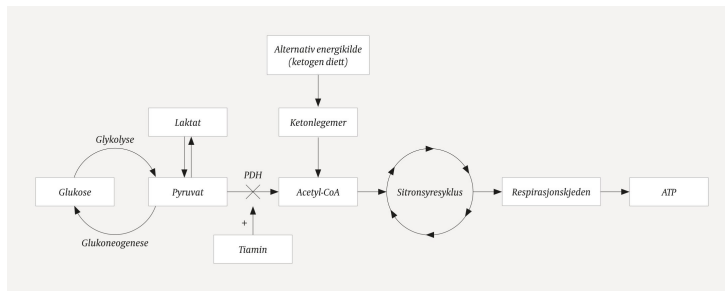 Alternativ energikilde
(ketogen diett)
Laktat
Ketonlegemer
Glykolyse
PDH
Glukose
Pyruvat
Acetyl-CoA
Sitronsyresyklus
Respirasjonskjeden
ATP
+
Glukoneogenese
Tiamin